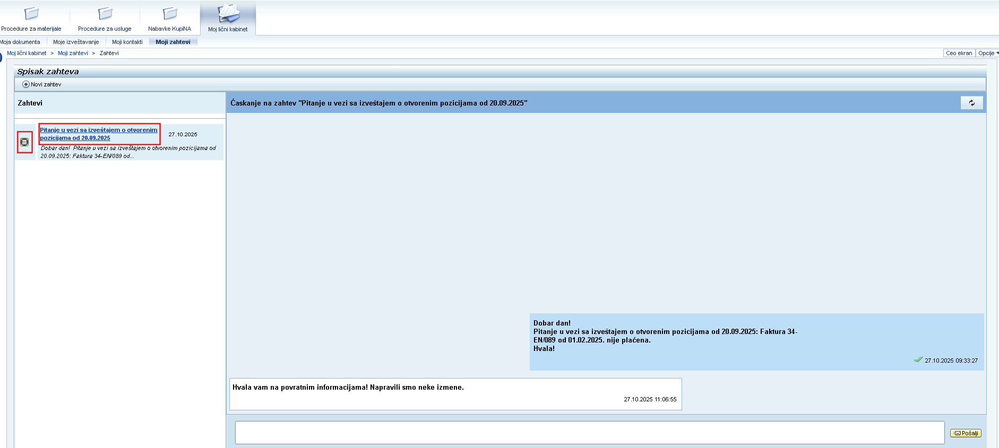 Procedure za materijale
Procedure za usluge
Nabavke KupiNA
Moj lični kabinet
Moja dokumenta
Moje izveštavanje
Moji kontakti
Moji zahtevi
Moj lični kabinet > Moji zahtevi > Zahtevi
Ceo ekran
Opcije
Spisak zahteva
Novi zahtev
Zahtevi
Ćaskanje na zahtev "Pitanje u vezi sa izveštajem o otvorenim pozicijama od 20.09.2025"
Pitanje u vezi sa izveštajem o otvorenim
pozicijama od 20.09.2025
27.10.2025
Dobar dan! Pitanje u vezi sa izveštajem o otvorenim pozicijama od
20.09.2025: Faktura 34-EN/089 od...
Dobar dan!
Pitanje u vezi sa izveštajem o otvorenim pozicijama od 20.09.2025: Faktura 34-
EN/089 od 01.02.2025. nije plaćena.
Hvala!
27.10.2025 09:33:27
Hvala vam na povratnim informacijama! Napravili smo neke izmene.
27.10.2025 11:06:55
Pošalji